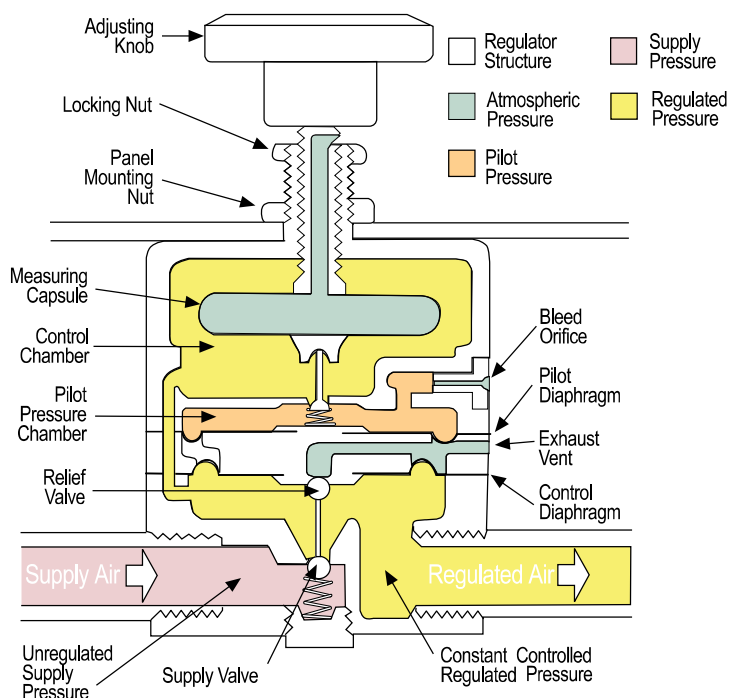 Adjusting
Knob
Locking Nut
Panel
Mounting
Nut
Measuring
Capsule
Control
Chamber
Pilot
Pressure
Chamber
Relief
Valve
Supply Air
Unregulated
Supply
Pressure
Supply Valve
Regulator
Structure
Atmospheric
Pressure
Pilot
Pressure
Supply
Pressure
Regulated
Pressure
Bleed
Orifice
Pilot
Diaphragm
Exhaust
Vent
Control
Diaphragm
Regulated Air
Constant
Regulated Controlled
Pressure